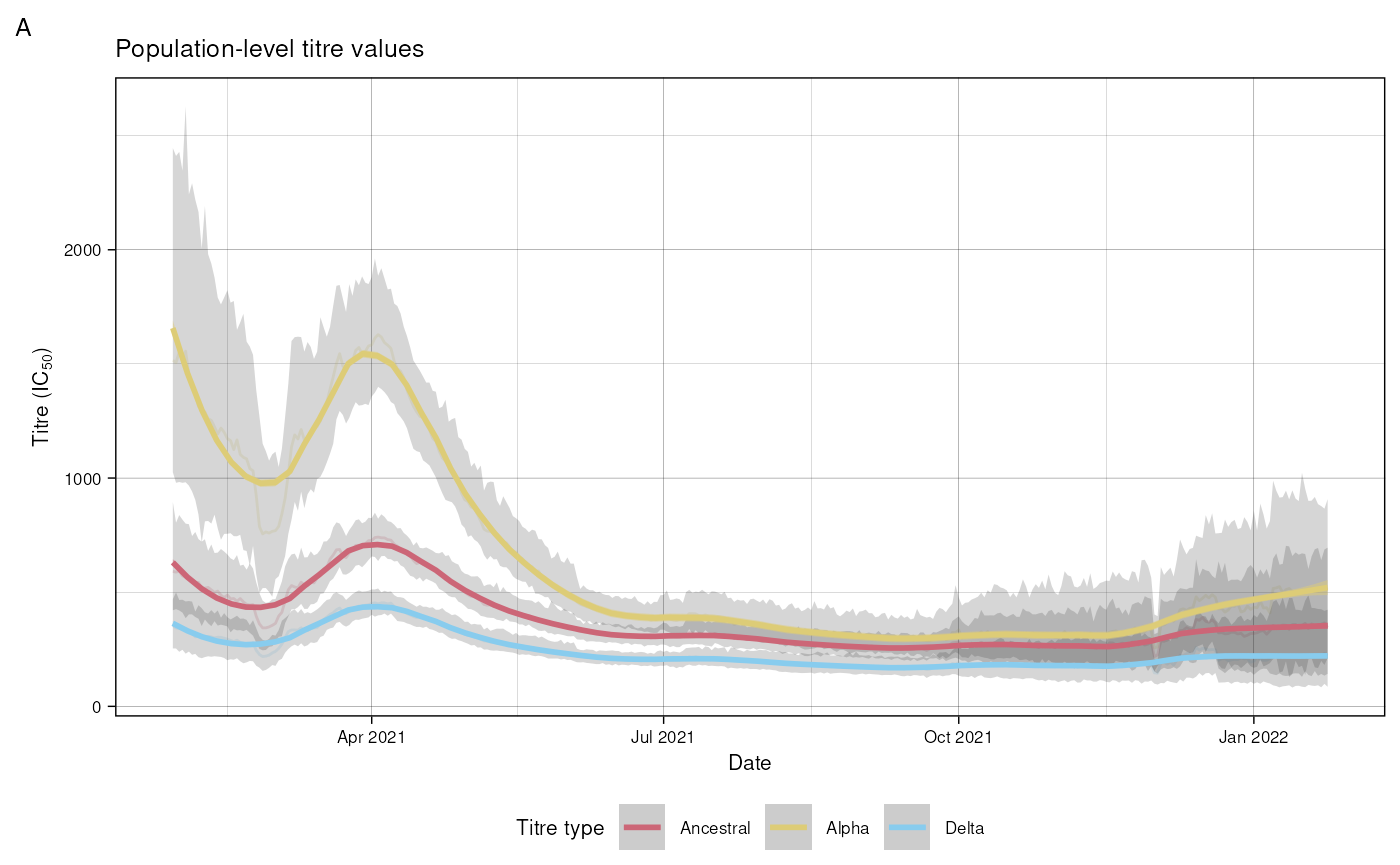 A
Population-level titre values
Titre (IC50)
2000
1000
0
Apr 2021 Jul 2021 Oct 2021 Jan 2022
Date
Titre type Ancestral Alpha Delta